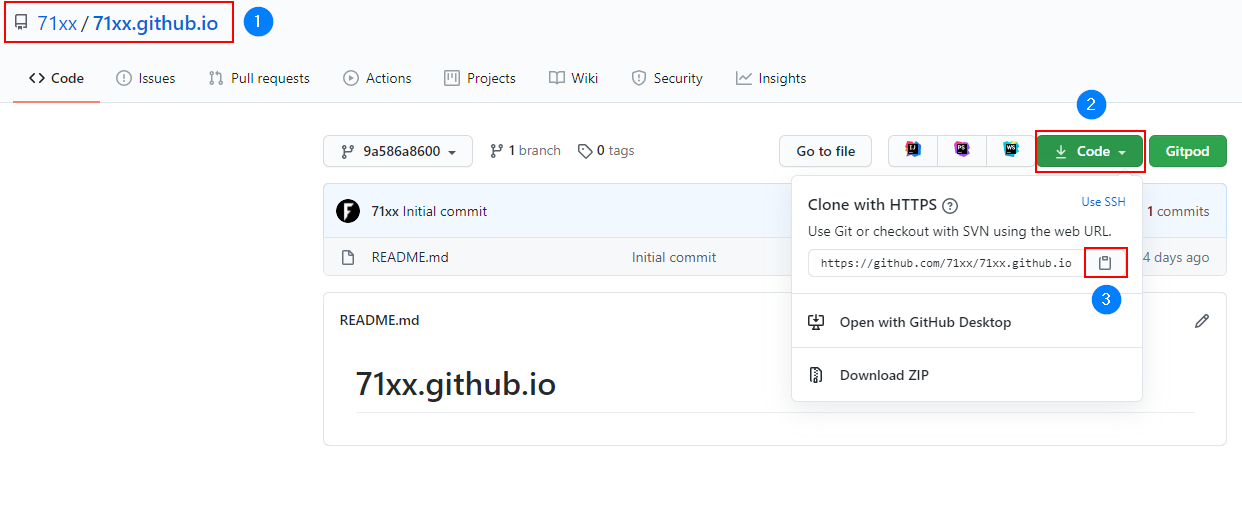 71xx / 71xx.github.io 1
Code Issues Pull requests Actions Projects Wiki Security Insights
2
9a586a8600 1 branch 0 tags Go to file IJ PS WS Code Gitpod
71xx Initial commit 1 commits
README.md Initial commit 4 days ago
Clone with HTTPS ? Use SSH
Use Git or checkout with SVN using the web URL.
https://github.com/71xx/71xx.github.io
3
Open with GitHub Desktop
Download ZIP
README.md
71xx.github.io